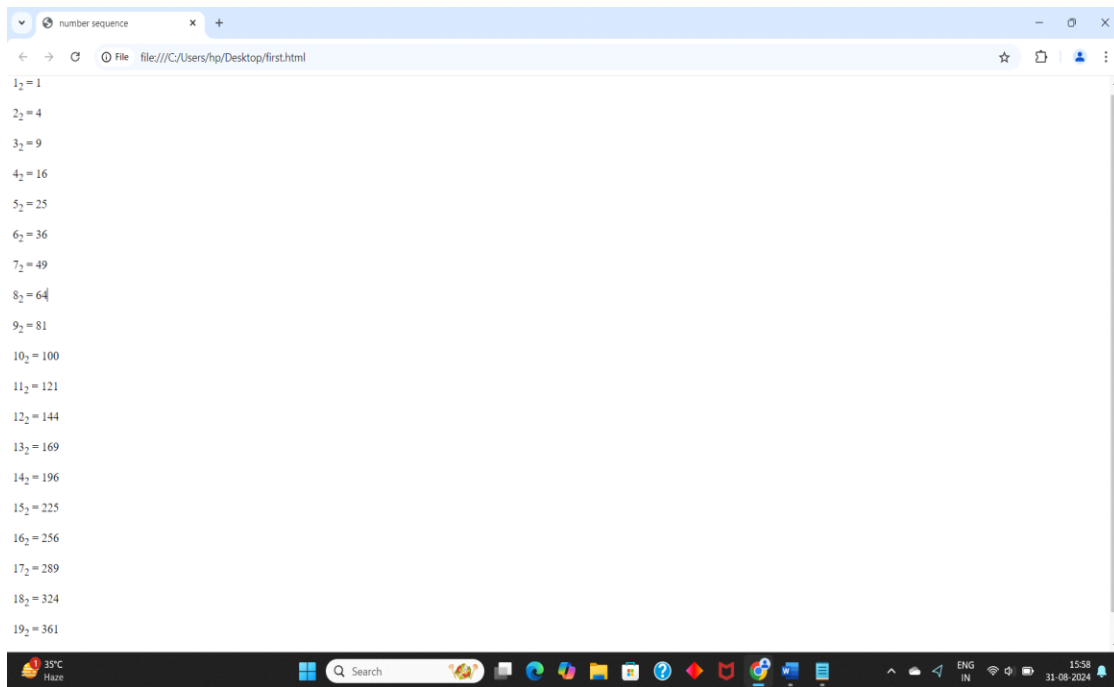 number sequence
File file:///C:/Users/hp/Desktop/first.html
1₂ = 1
2₂ = 4
3₂ = 9
4₂ = 16
5₂ = 25
6₂ = 36
7₂ = 49
8₂ = 64
9₂ = 81
10₂ = 100
11₂ = 121
12₂ = 144
13₂ = 169
14₂ = 196
15₂ = 225
16₂ = 256
17₂ = 289
18₂ = 324
19₂ = 361
1 35°C
Haze
Search
ENG
IN
15:58
31-08-2024